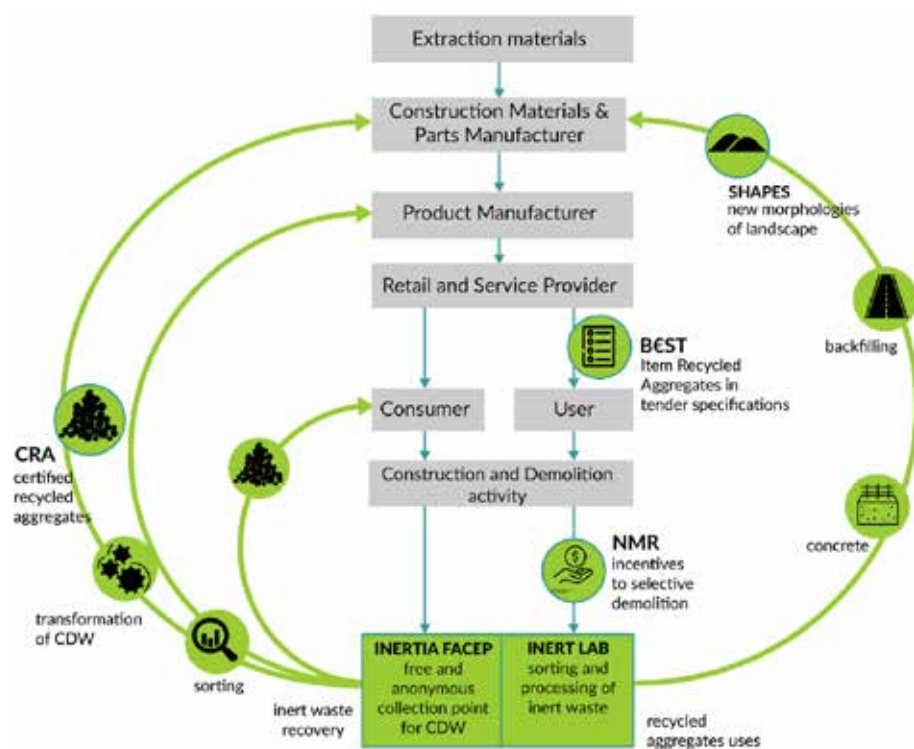 Extraction materials
Construction Materials &
Parts Manufacturer
SHAPES
new morphologies
of landscape
Product Manufacturer
Retail and Service Provider
backfilling
B€ST
Item Recycled
Aggregates in
tender specifications
Consumer
User
CRA
certified
recycled
aggregates
Construction and Demolition
activity
concrete
NMR
incentives
to selective
demolition
transformation
of CDW
sorting
INERTIA FACEP
free and
anonymous
collection point
for CDW
INERT LAB
sorting and
processing of
inert waste
inert waste
recovery
recycled
aggregates uses